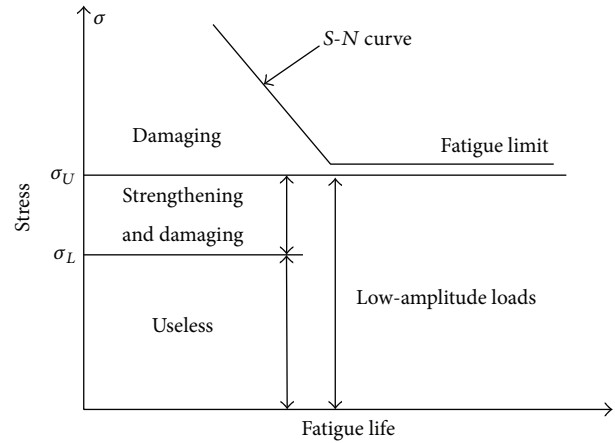 σ
S-N curve
Damaging
Fatigue limit
σU
Strengthening
and damaging
Stress
σL
Low-amplitude loads
Useless
Fatigue life